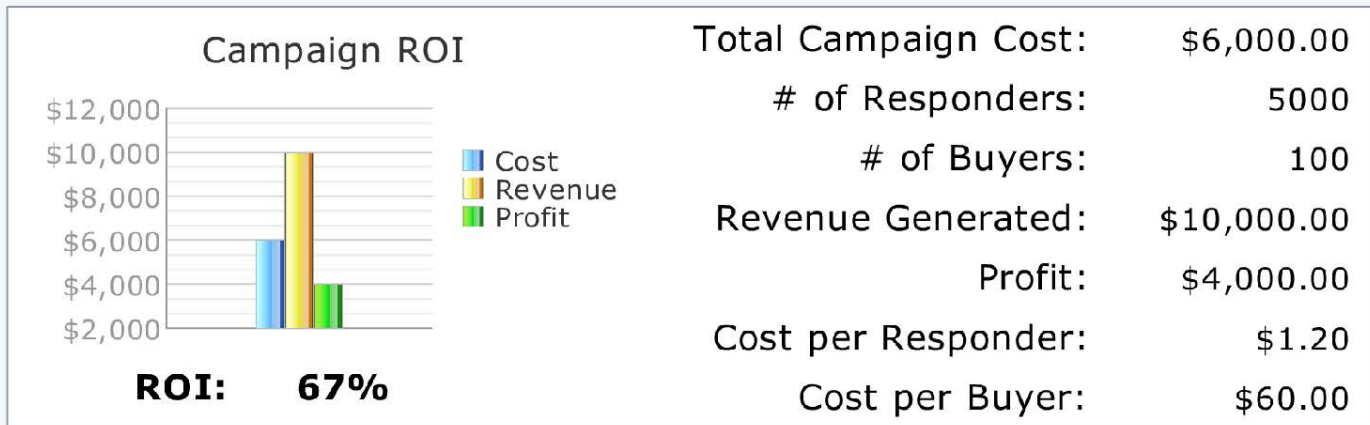 Campaign ROI
$12,000
$10,000
$8,000
$6,000
$4,000
$2,000
Cost
Revenue
Profit
ROI: 67%
Total Campaign Cost: $6,000.00
# of Responders: 5000
# of Buyers: 100
Revenue Generated: $10,000.00
Profit: $4,000.00
Cost per Responder: $1.20
Cost per Buyer: $60.00